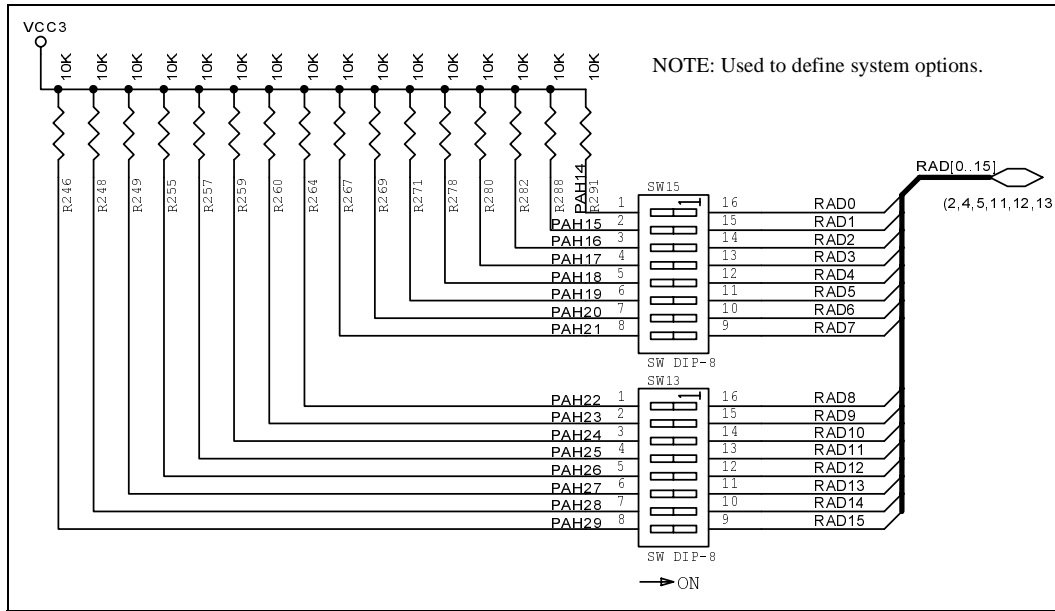 VCC3
10K 10K 10K 10K 10K 10K 10K 10K 10K 10K 10K 10K 10K 10K 10K 10K
NOTE: Used to define system options.
R246 R248 R249 R255 R257 R259 R260 R264 R267 R269 R271 R278 R280 R282 R288 R291
RAD[0..15]
(2,4,5,11,12,13
SW15
1
PAH14 1 16 RAD0
PAH15 2 15 RAD1
PAH16 3 14 RAD2
PAH17 4 13 RAD3
PAH18 5 12 RAD4
PAH19 6 11 RAD5
PAH20 7 10 RAD6
PAH21 8 9 RAD7
SW DIP-8
SW13
1
PAH22 1 16 RAD8
PAH23 2 15 RAD9
PAH24 3 14 RAD10
PAH25 4 13 RAD11
PAH26 5 12 RAD12
PAH27 6 11 RAD13
PAH28 7 10 RAD14
PAH29 8 9 RAD15
SW DIP-8
ON